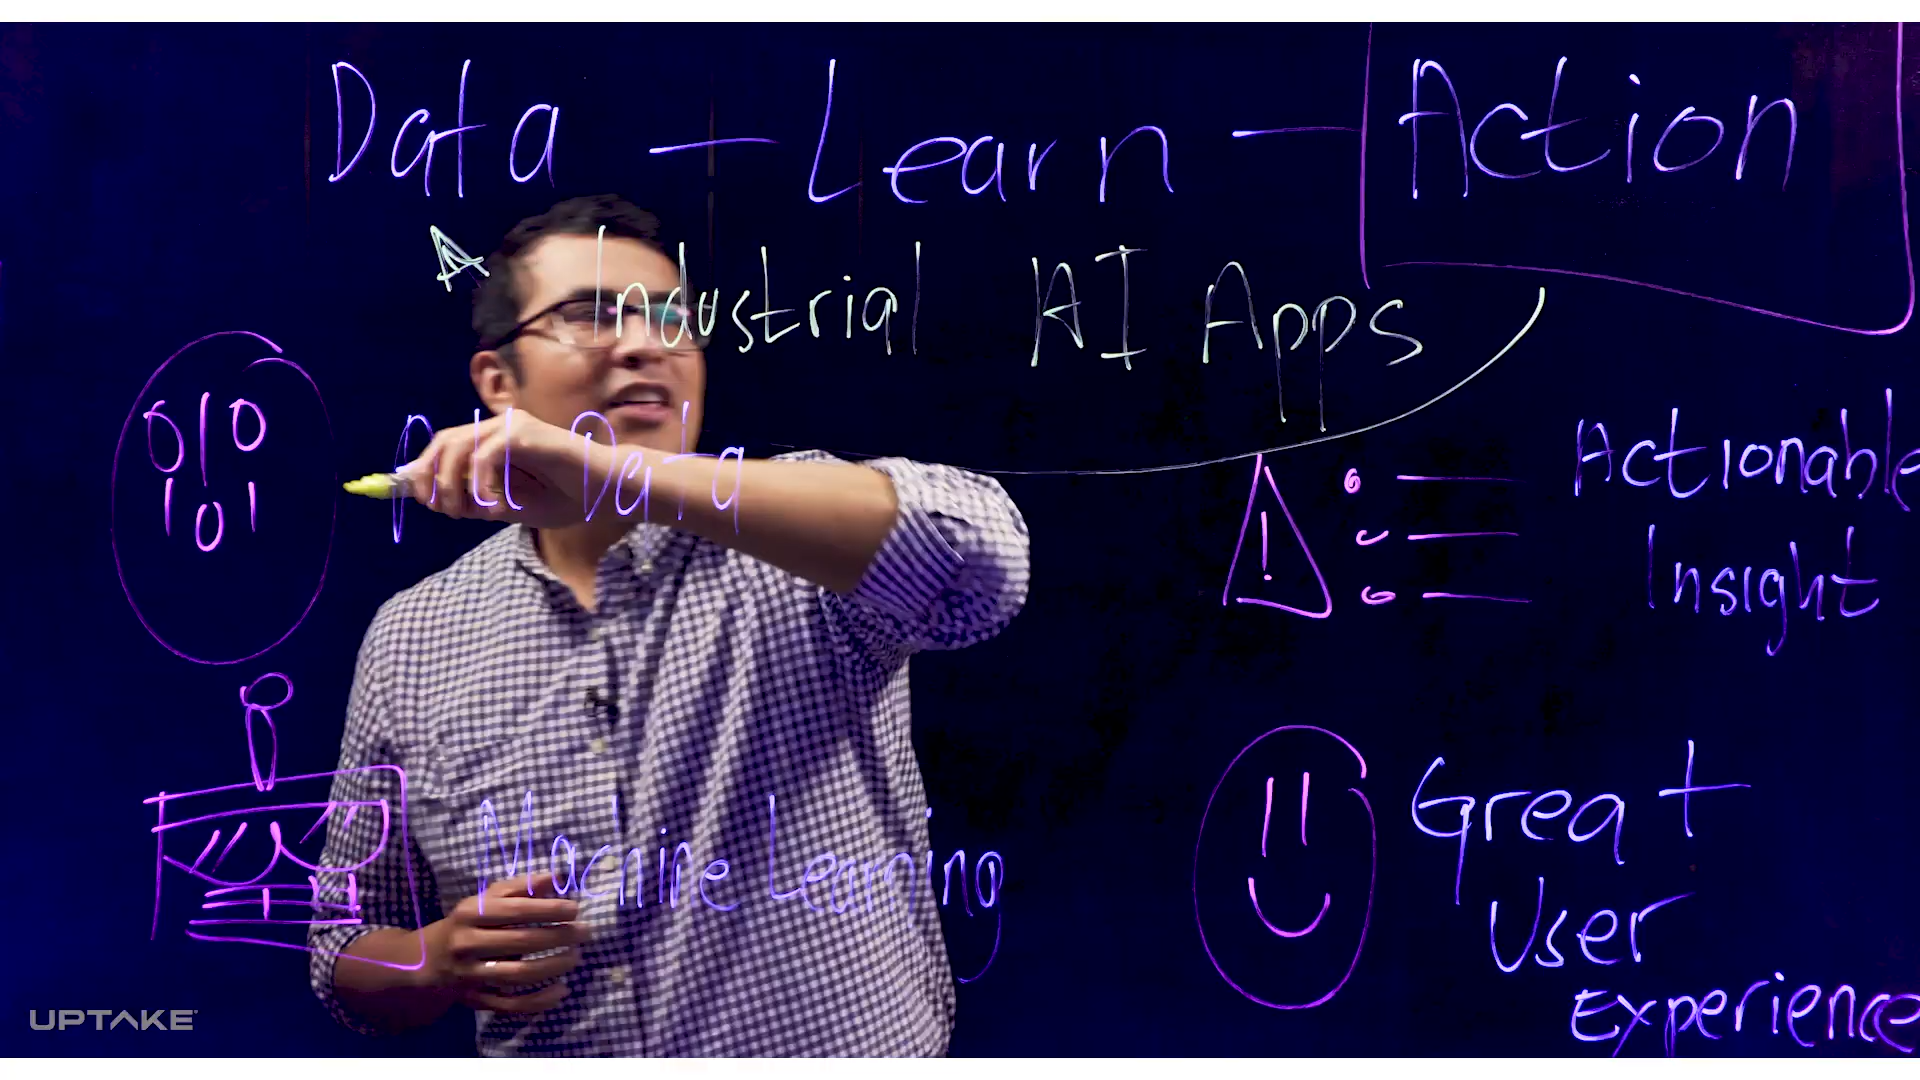 Data — Learn — Action
Industrial AI Apps
010
101
All Data
! Actionable
Insight
Machine Learning
Great
User
Experience
UPTAKE